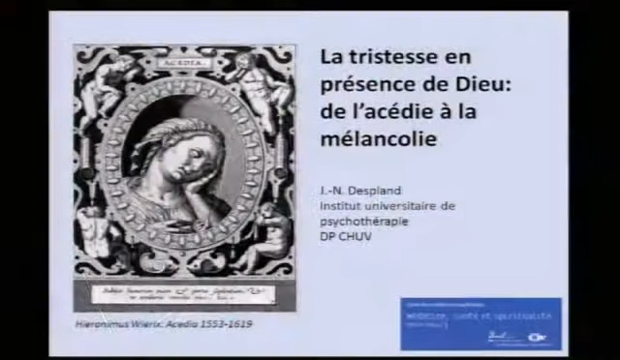 La tristesse en
présence de Dieu:
de l'acédie à la
mélancolie
J.-N. Despland
Institut universitaire de
psychothérapie
DP CHUV
ACEDIA.
Hieronimus Wierix: Acedia 1553-1619
Médecine, santé et spiritualité